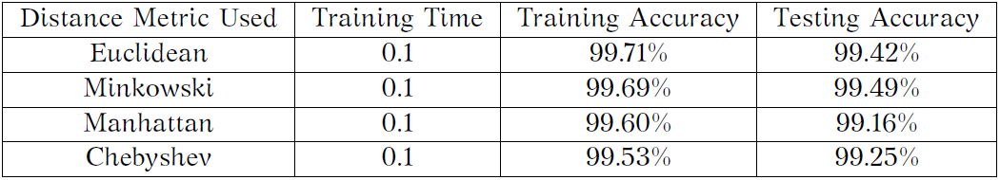 Distance Metric Used Training Time Training Accuracy Testing Accuracy
Euclidean 0.1 99.71% 99.42%
Minkowski 0.1 99.69% 99.49%
Manhattan 0.1 99.60% 99.16%
Chebyshev 0.1 99.53% 99.25%